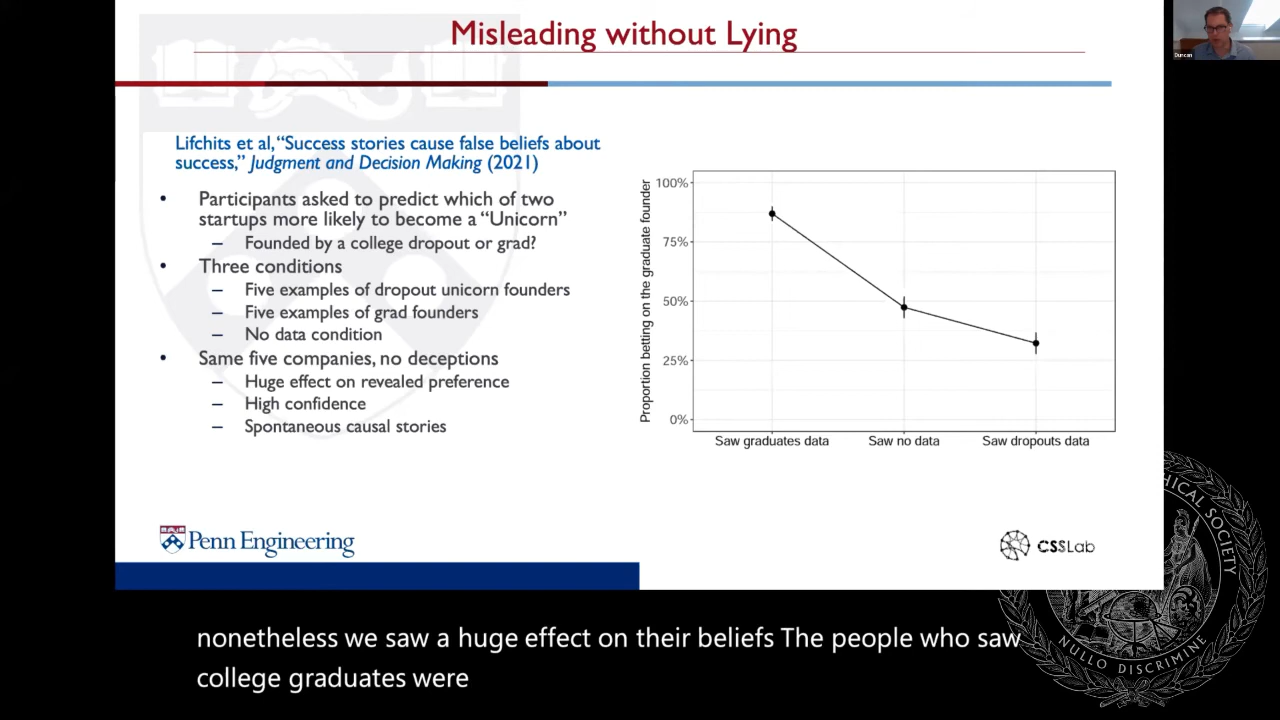 Misleading without Lying
Duncan
Lifchits et al, “Success stories cause false beliefs about
success,” Judgment and Decision Making (2021)
• Participants asked to predict which of two
startups more likely to become a “Unicorn”
– Founded by a college dropout or grad?
• Three conditions
– Five examples of dropout unicorn founders
– Five examples of grad founders
– No data condition
• Same five companies, no deceptions
– Huge effect on revealed preference
– High confidence
– Spontaneous causal stories
Proportion betting on the graduate founder
100%
75%
50%
25%
0%
Saw graduates data
Saw no data
Saw dropouts data
Penn Engineering
CSSLab
HICAL SOCIETY
NULLO DISCRIMINE
nonetheless we saw a huge effect on their beliefs The people who saw
college graduates were